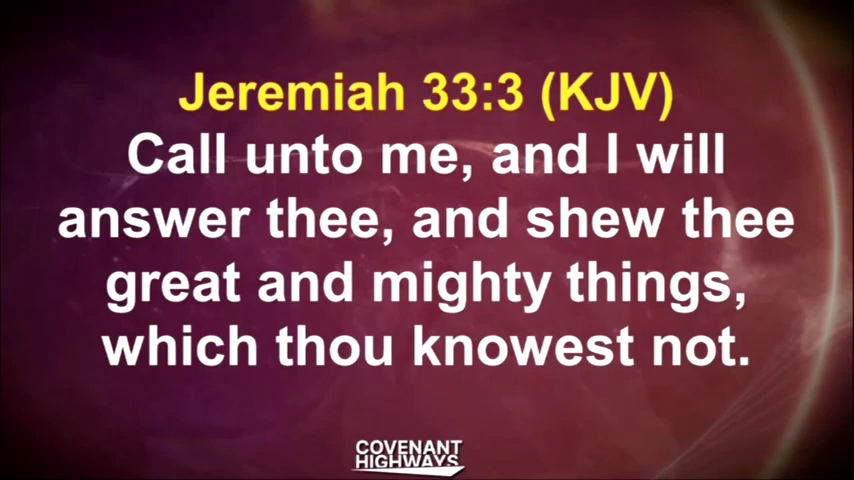 Jeremiah 33:3 (KJV)
Call unto me, and I will
answer thee, and shew thee
great and mighty things,
which thou knowest not.
COVENANT
HIGHWAYS